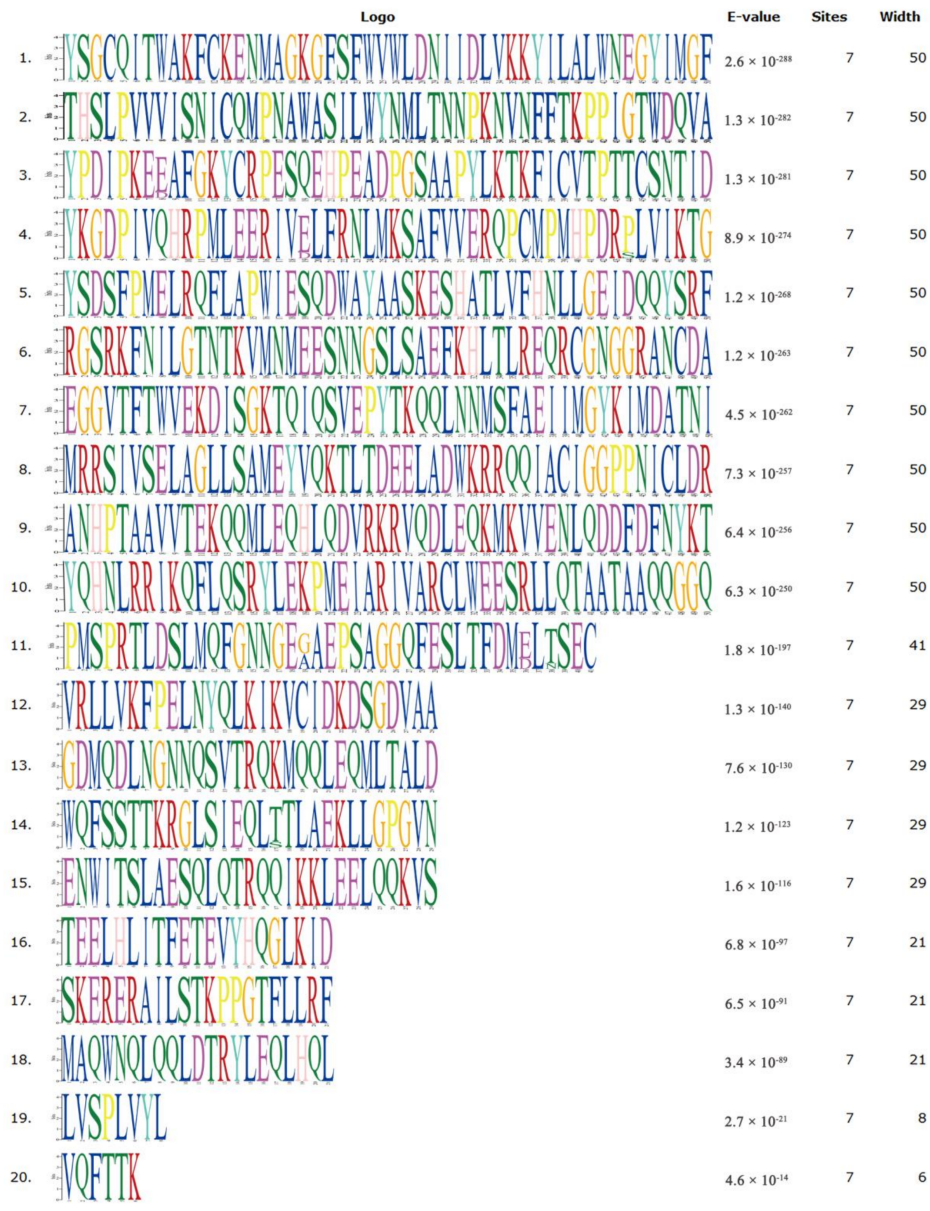 Logo E-value Sites Width
1. YSGCQITWAKFCKENMAGKGFSFWVWLDNIIDLVKKYILALWNEGYIMGF 2.6 × 10-288 7 50
2. THSLPVVVISNICQMPNAWASILWYNMLTNNPKNVNFFTKPPIGTWDQVA 1.3 × 10-282 7 50
3. YPDIPKEEAFGKYCRPESQEHPEADPGSAAPYLKTKFICVTPTTCSNTID 1.3 × 10-281 7 50
4. YKGDPIVQHRPMLEERIVELFRNLMKSAFVVERQPCMPMHPDRPLVIKTG 8.9 × 10-274 7 50
5. YSDSFPMELRQFLAPWIESQDWAYAASKESHATLVFHNLLGEIDQQYSRF 1.2 × 10-268 7 50
6. RGSRKFNILGTNTKVMNMEESNNGSLSAEFKHLTLREQRCGNGGRANCDA 1.2 × 10-263 7 50
7. EGGVTFTWVEKDISGKTQIQSVEPYTKQQLNNMSFAEIIMGYKIMDATNI 4.5 × 10-262 7 50
8. MRRSIVSELAGLLSAMEYVQKTLTDEELADWKRRQQIACIGGPPNICLDR 7.3 × 10-257 7 50
9. ANHPTAAVVTEKQQMLEQHLQDVRKRVQDLEQKMKVVENLQDDFDFNYKT 6.4 × 10-256 7 50
10. YQHNLRRIKQFLQSRYLEKPMEIARIVARCLWEESRLLQTAATAAQQGGQ 6.3 × 10-250 7 50
11. PMSPRTLDSLMQFGNNGEGAEPSAGGQFESLTFDMELTSEC 1.8 × 10-197 7 41
12. VRLLVKFPELNYQLKIKVCIDKDSGDVAA 1.3 × 10-140 7 29
13. GDMQDLNGNNQSVTRQKMQQLEQMLTALD 7.6 × 10-130 7 29
14. WQFSSTTKRGLSIEQLTTLAEKLLGPGVN 1.2 × 10-123 7 29
15. ENWITSLAESQLQTRQQIKKLEELQQKVS 1.6 × 10-116 7 29
16. TEELHLITFETEVYHQGLKID 6.8 × 10-97 7 21
17. SKERERAILSTKPPGTFLLRF 6.5 × 10-91 7 21
18. MAQWNQLQQLDTRYLEQLHQL 3.4 × 10-89 7 21
19. LVSPLVYL 2.7 × 10-21 7 8
20. VQFTTK 4.6 × 10-14 7 6